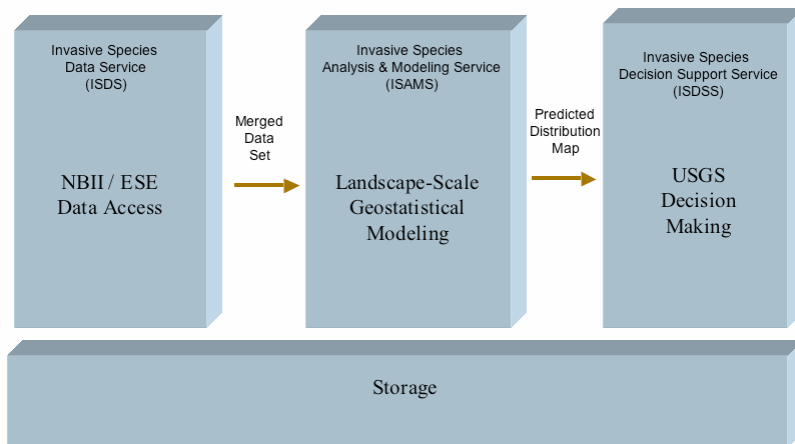 Invasive Species
Data Service
(ISDS)
NBII / ESE
Data Access
Merged
Data
Set
Invasive Species
Analysis & Modeling Service
(ISAMS)
Landscape-Scale
Geostatistical
Modeling
Predicted
Distribution
Map
Invasive Species
Decision Support Service
(ISDSS)
USGS
Decision
Making
Storage